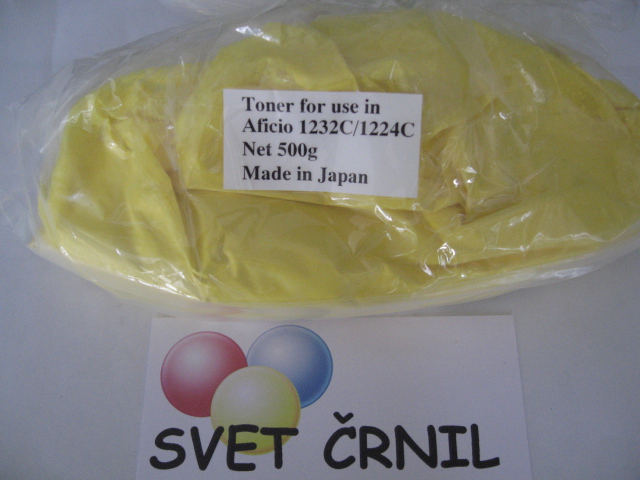 Toner for use in
Aficio 1232C/1224C
Net 500g
Made in Japan
SVET ČRNIL